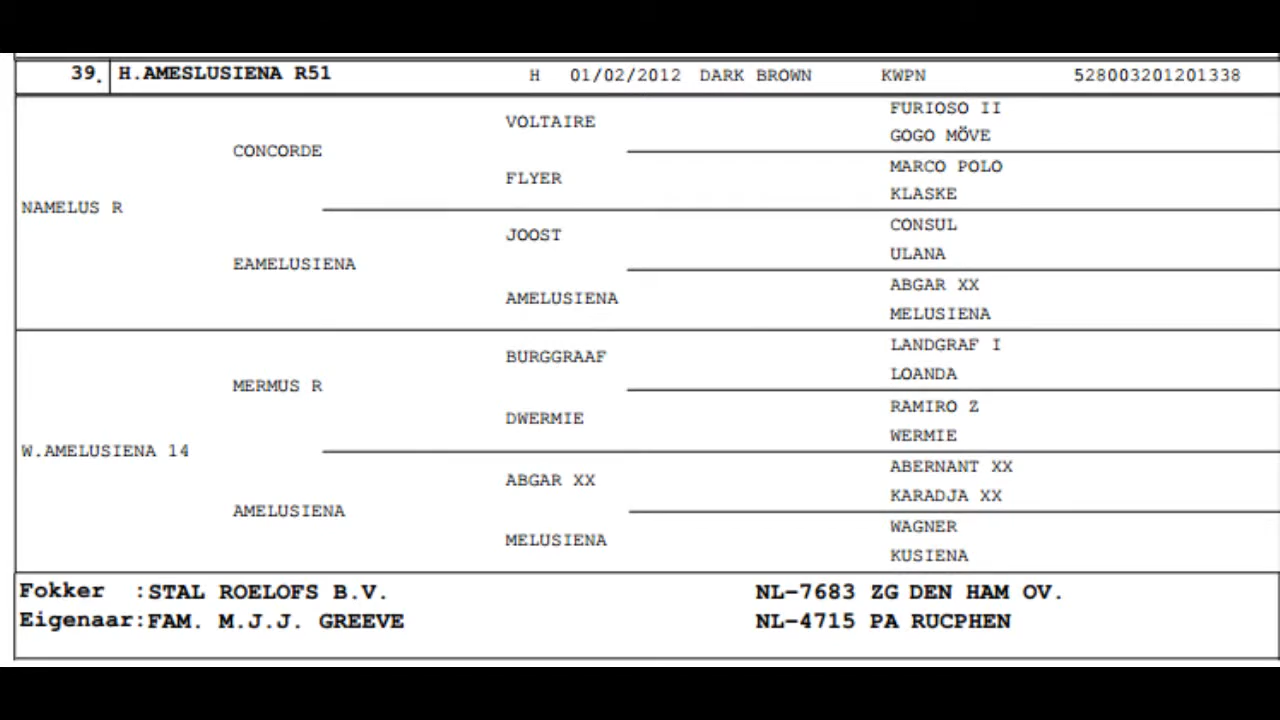 39. H.AMESLUSIENA R51 H 01/02/2012 DARK BROWN KWPN 528003201201338
FURIOSO II
VOLTAIRE
GOGO MÖVE
CONCORDE
MARCO POLO
FLYER
KLASKE
NAMELUS R
CONSUL
JOOST
ULANA
EAMELUSIENA
ABGAR XX
AMELUSIENA
MELUSIENA
LANDGRAF I
BURGGRAAF
LOANDA
MERMUS R
RAMIRO Z
DWERMIE
WERMIE
W.AMELUSIENA 14
ABERNANT XX
ABGAR XX
KARADJA XX
AMELUSIENA
WAGNER
MELUSIENA
KUSIENA
Fokker :STAL ROELOFS B.V. NL-7683 ZG DEN HAM OV.
Eigenaar:FAM. M.J.J. GREEVE NL-4715 PA RUCPHEN